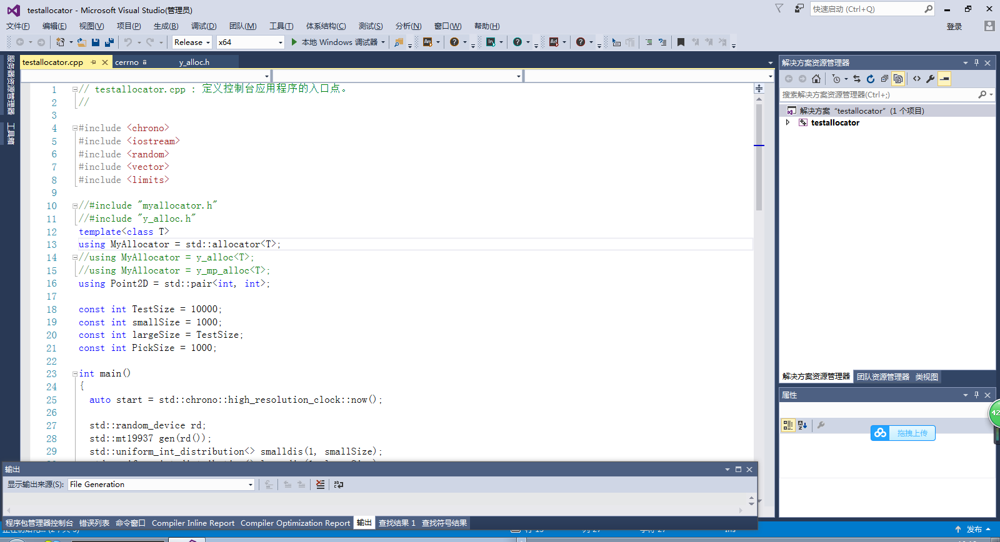 testallocator - Microsoft Visual Studio(管理员)
快速启动 (Ctrl+Q)
文件(F) 编辑(E) 视图(V) 项目(P) 生成(B) 调试(D) 团队(M) 工具(T) 体系结构(C) 测试(S) 分析(N) 窗口(W) 帮助(H)
登录
Release x64 本地 Windows 调试器
服务器资源管理器
工具箱
testallocator.cpp cerrno y_alloc.h
1 // testallocator.cpp : 定义控制台应用程序的入口点。
2 //
3
4 #include <chrono>
5 #include <iostream>
6 #include <random>
7 #include <vector>
8 #include <limits>
9
10 //#include "myallocator.h"
11 //#include "y_alloc.h"
12 template<class T>
13 using MyAllocator = std::allocator<T>;
14 //using MyAllocator = y_alloc<T>;
15 //using MyAllocator = y_mp_alloc<T>;
16 using Point2D = std::pair<int, int>;
17
18 const int TestSize = 10000;
19 const int smallSize = 1000;
20 const int largeSize = TestSize;
21 const int PickSize = 1000;
22
23 int main()
24 {
25 auto start = std::chrono::high_resolution_clock::now();
26
27 std::random_device rd;
28 std::mt19937 gen(rd());
29 std::uniform_int_distribution<> smalldis(1, smallSize);
解决方案资源管理器
搜索解决方案资源管理器(Ctrl+;)
解决方案 “testallocator” (1 个项目)
testallocator
解决方案资源管理器 团队资源管理器 类视图
属性
42
拖拽上传
输出
显示输出来源(S): File Generation
程序包管理器控制台 错误列表 命令窗口 Compiler Inline Report Compiler Optimization Report 输出 查找结果 1 查找符号结果
发布